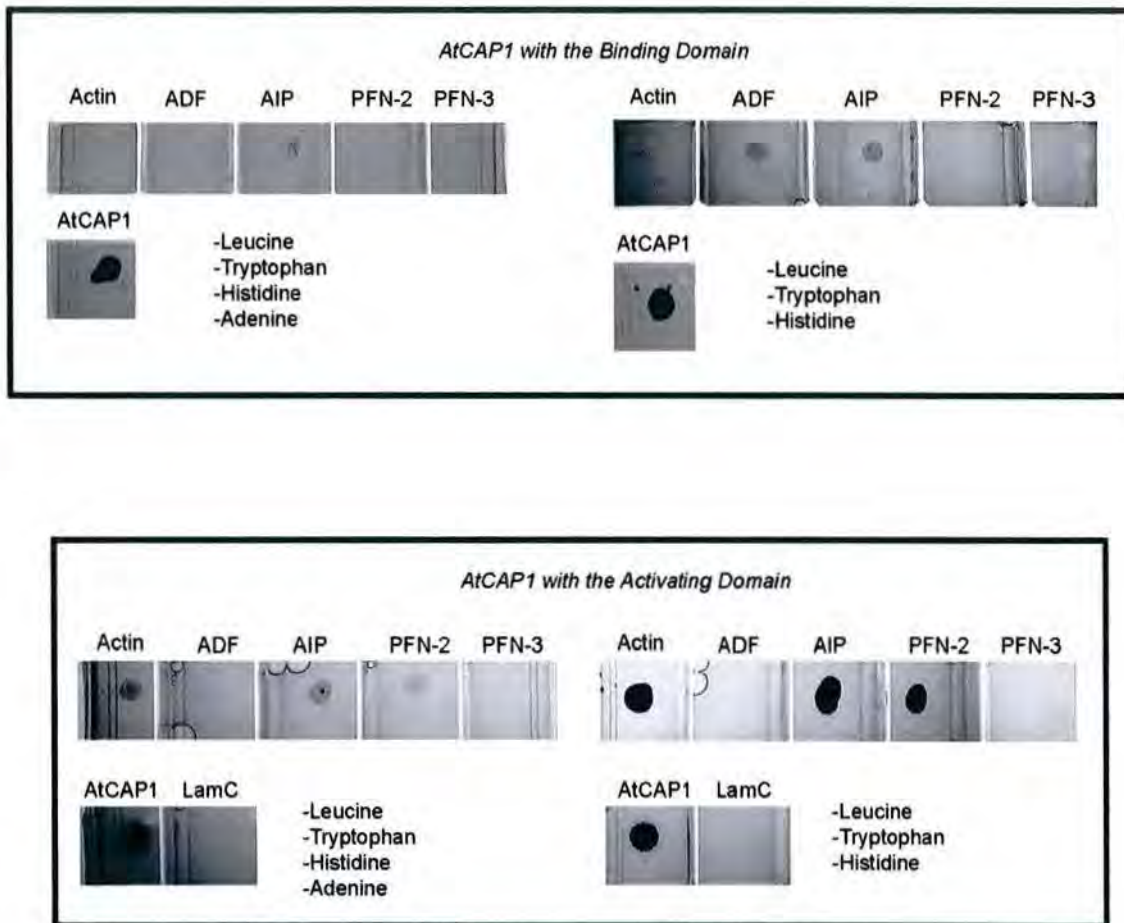 AtCAP1 with the Binding Domain
Actin ADF AIP PFN-2 PFN-3
AtCAP1
-Leucine
-Tryptophan
-Histidine
-Adenine
Actin ADF AIP PFN-2 PFN-3
AtCAP1
-Leucine
-Tryptophan
-Histidine
AtCAP1 with the Activating Domain
Actin ADF AIP PFN-2 PFN-3
AtCAP1 LamC
-Leucine
-Tryptophan
-Histidine
-Adenine
Actin ADF AIP PFN-2 PFN-3
AtCAP1 LamC
-Leucine
-Tryptophan
-Histidine